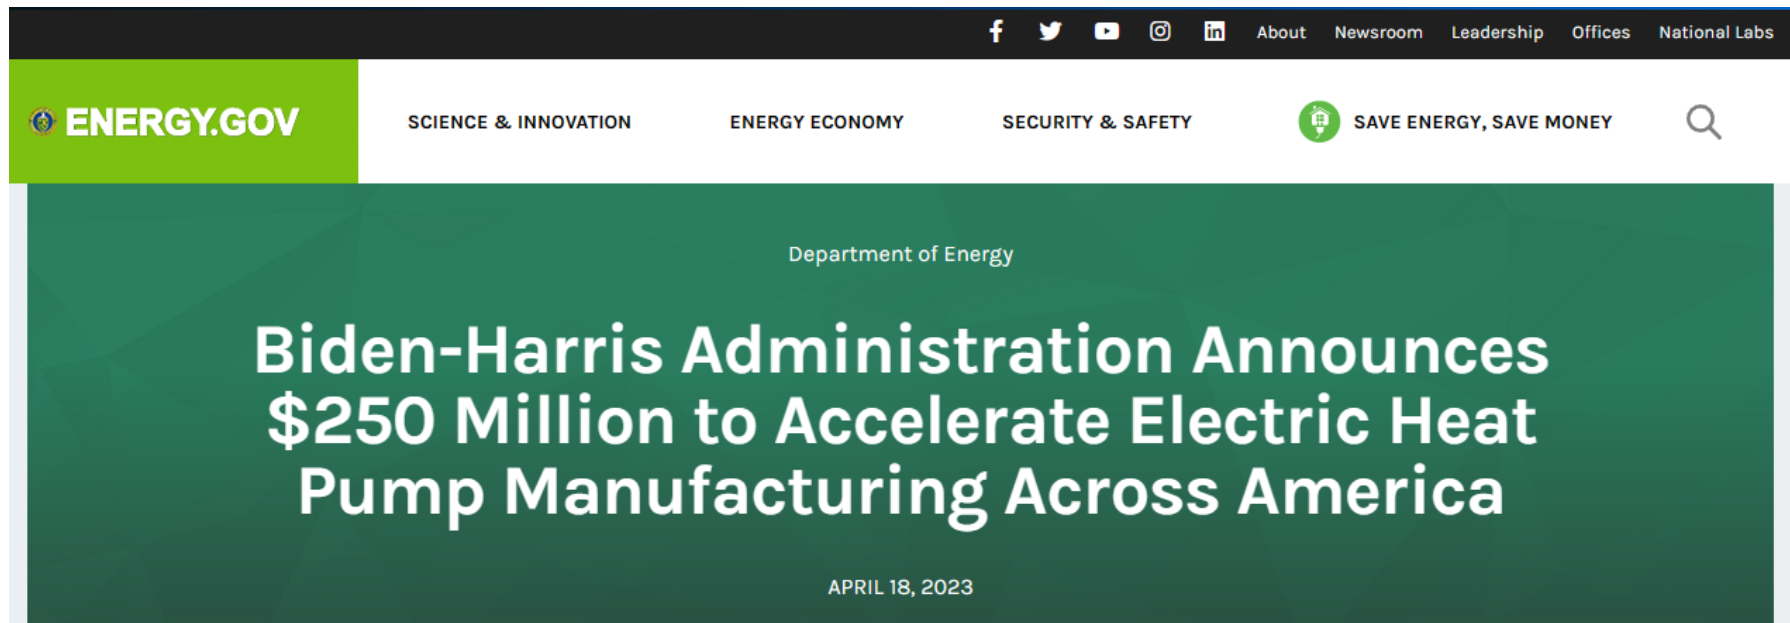 About Newsroom Leadership Offices National Labs
ENERGY.GOV SCIENCE & INNOVATION ENERGY ECONOMY SECURITY & SAFETY SAVE ENERGY, SAVE MONEY
Department of Energy
Biden-Harris Administration Announces
$250 Million to Accelerate Electric Heat
Pump Manufacturing Across America
APRIL 18, 2023